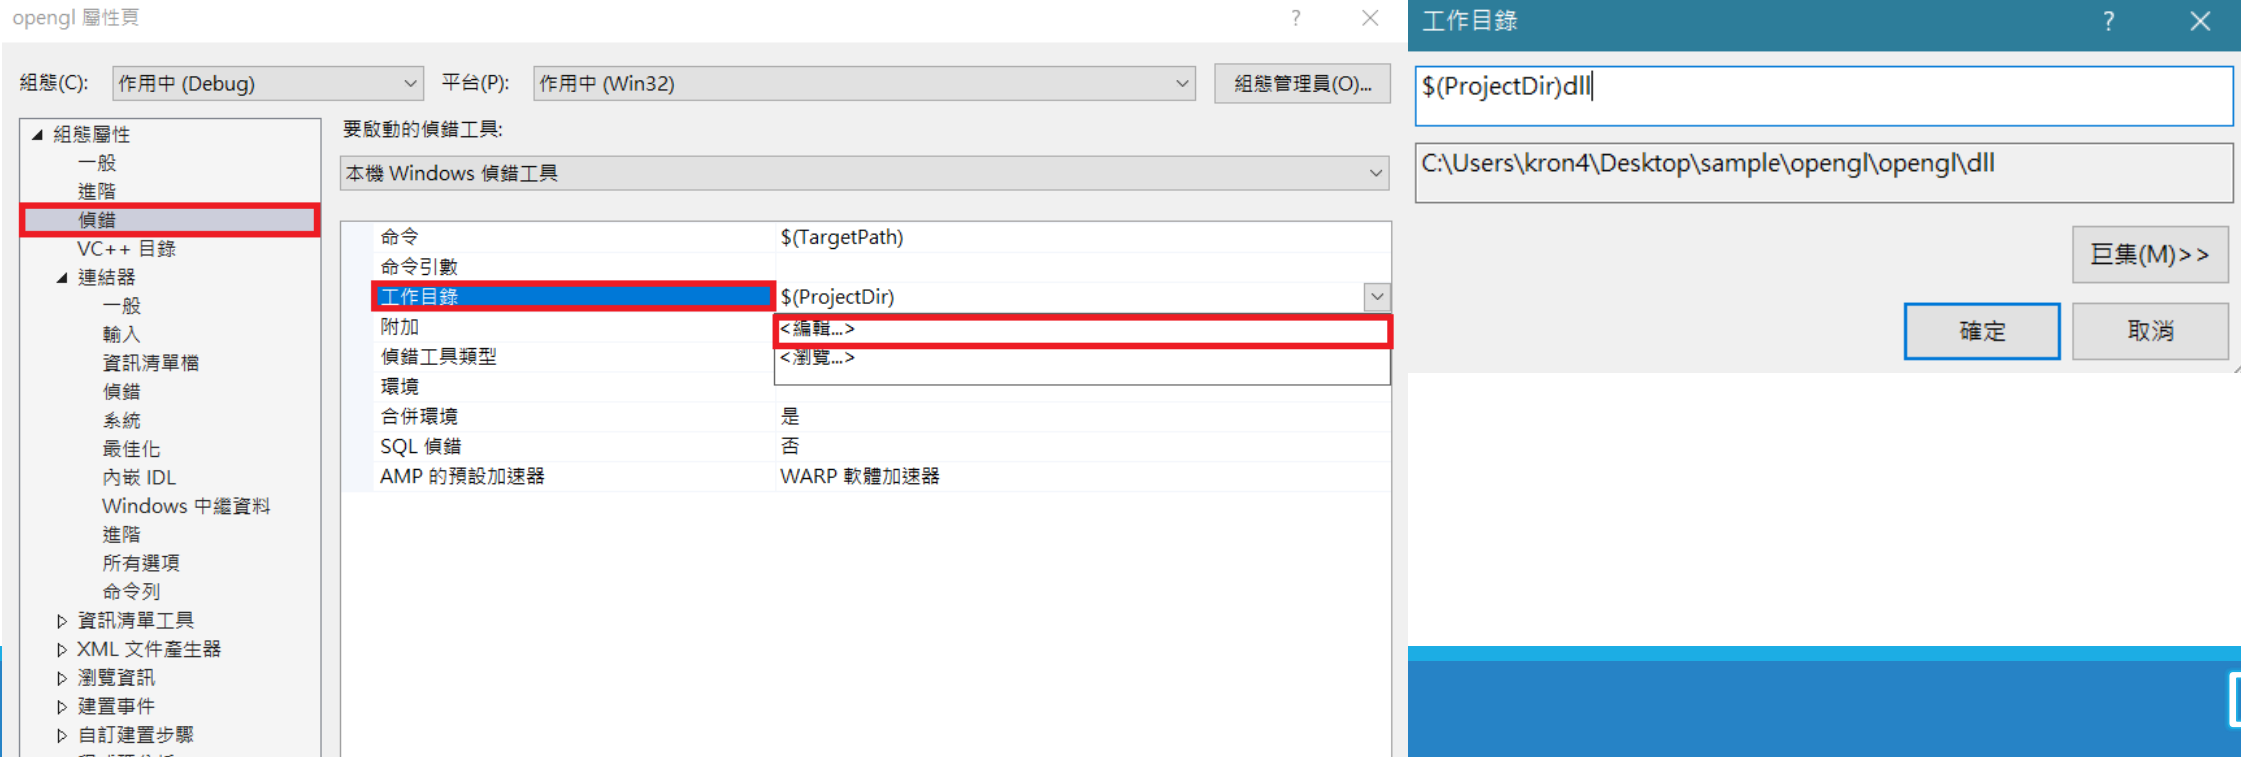 opengl 屬性頁
組態(C):
作用中 (Debug)
平台(P):
作用中 (Win32)
組態管理員(O)...
組態屬性
一般
進階
偵錯
VC++ 目錄
連結器
一般
輸入
資訊清單檔
偵錯
系統
最佳化
內嵌 IDL
Windows 中繼資料
進階
所有選項
命令列
資訊清單工具
XML 文件產生器
瀏覽資訊
建置事件
自訂建置步驟
要啟動的偵錯工具:
本機 Windows 偵錯工具
命令 $(TargetPath)
命令引數
工作目錄 $(ProjectDir)
附加 <編輯...>
偵錯工具類型 <瀏覽...>
環境
合併環境 是
SQL 偵錯 否
AMP 的預設加速器 WARP 軟體加速器
工作目錄
$(ProjectDir)dll
C:\Users\kron4\Desktop\sample\opengl\opengl\dll
巨集(M)>>
確定
取消